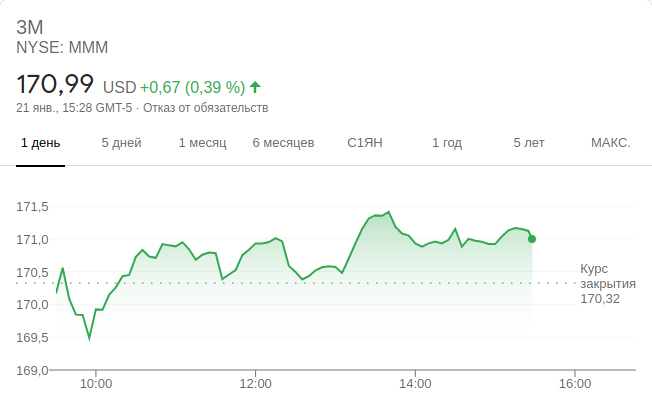 3M
NYSE: MMM
170,99 USD +0,67 (0,39 %)
21 янв., 15:28 GMT-5 · Отказ от обязательств
1 день 5 дней 1 месяц 6 месяцев С1ЯН 1 год 5 лет МАКС.
171,5
171,0
170,5
170,0
169,5
169,0
Курс
закрытия
170,32
10:00 12:00 14:00 16:00